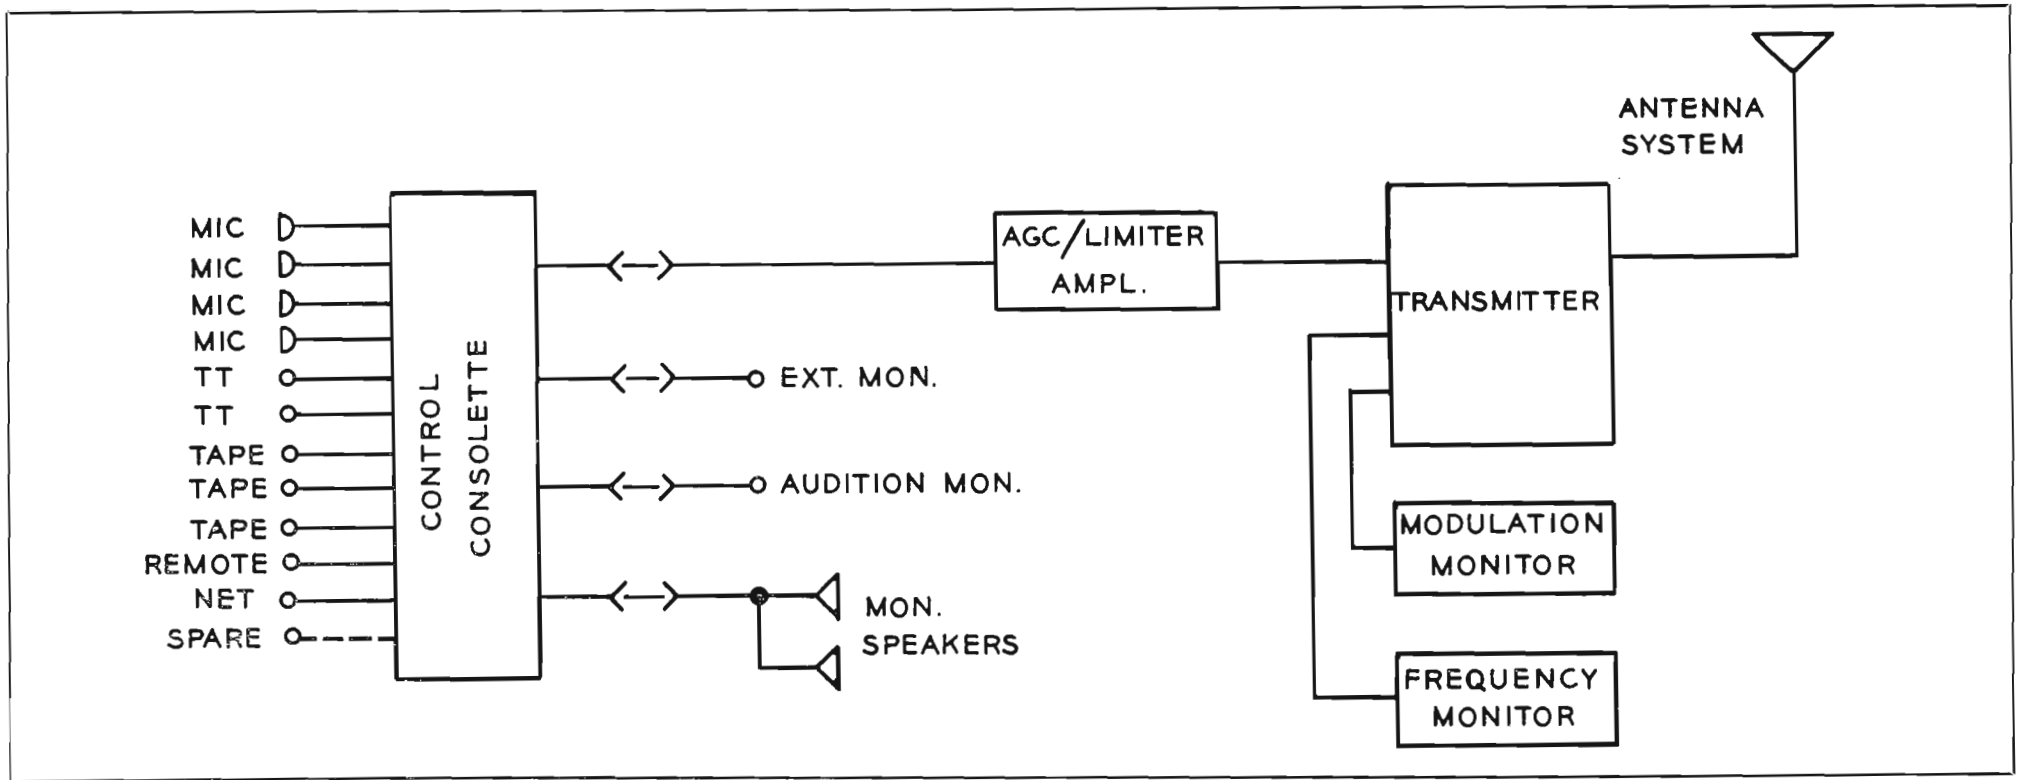 MIC
MIC
MIC
MIC
TT
TT
TAPE
TAPE
TAPE
REMOTE
NET
SPARE
CONTROL
CONSOLETTE
EXT. MON.
AUDITION MON.
MON.
SPEAKERS
AGC/LIMITER
AMPL.
TRANSMITTER
ANTENNA
SYSTEM
MODULATION
MONITOR
FREQUENCY
MONITOR